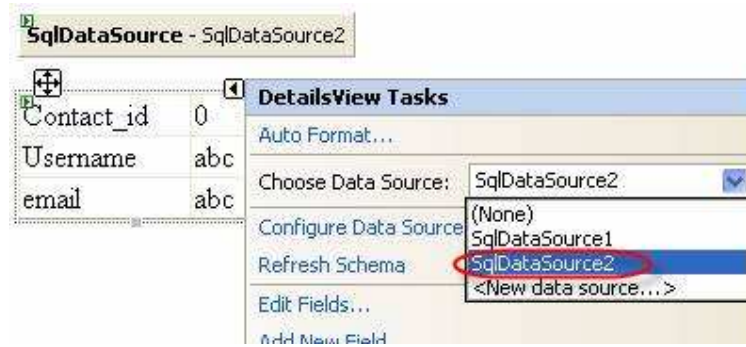 SqlDataSource - SqlDataSource2
Contact_id 0
Username abc
email abc
DetailsView Tasks
Auto Format...
Choose Data Source: SqlDataSource2
(None)
SqlDataSource1
SqlDataSource2
<New data source...>
Configure Data Source
Refresh Schema
Edit Fields...
Add New Field